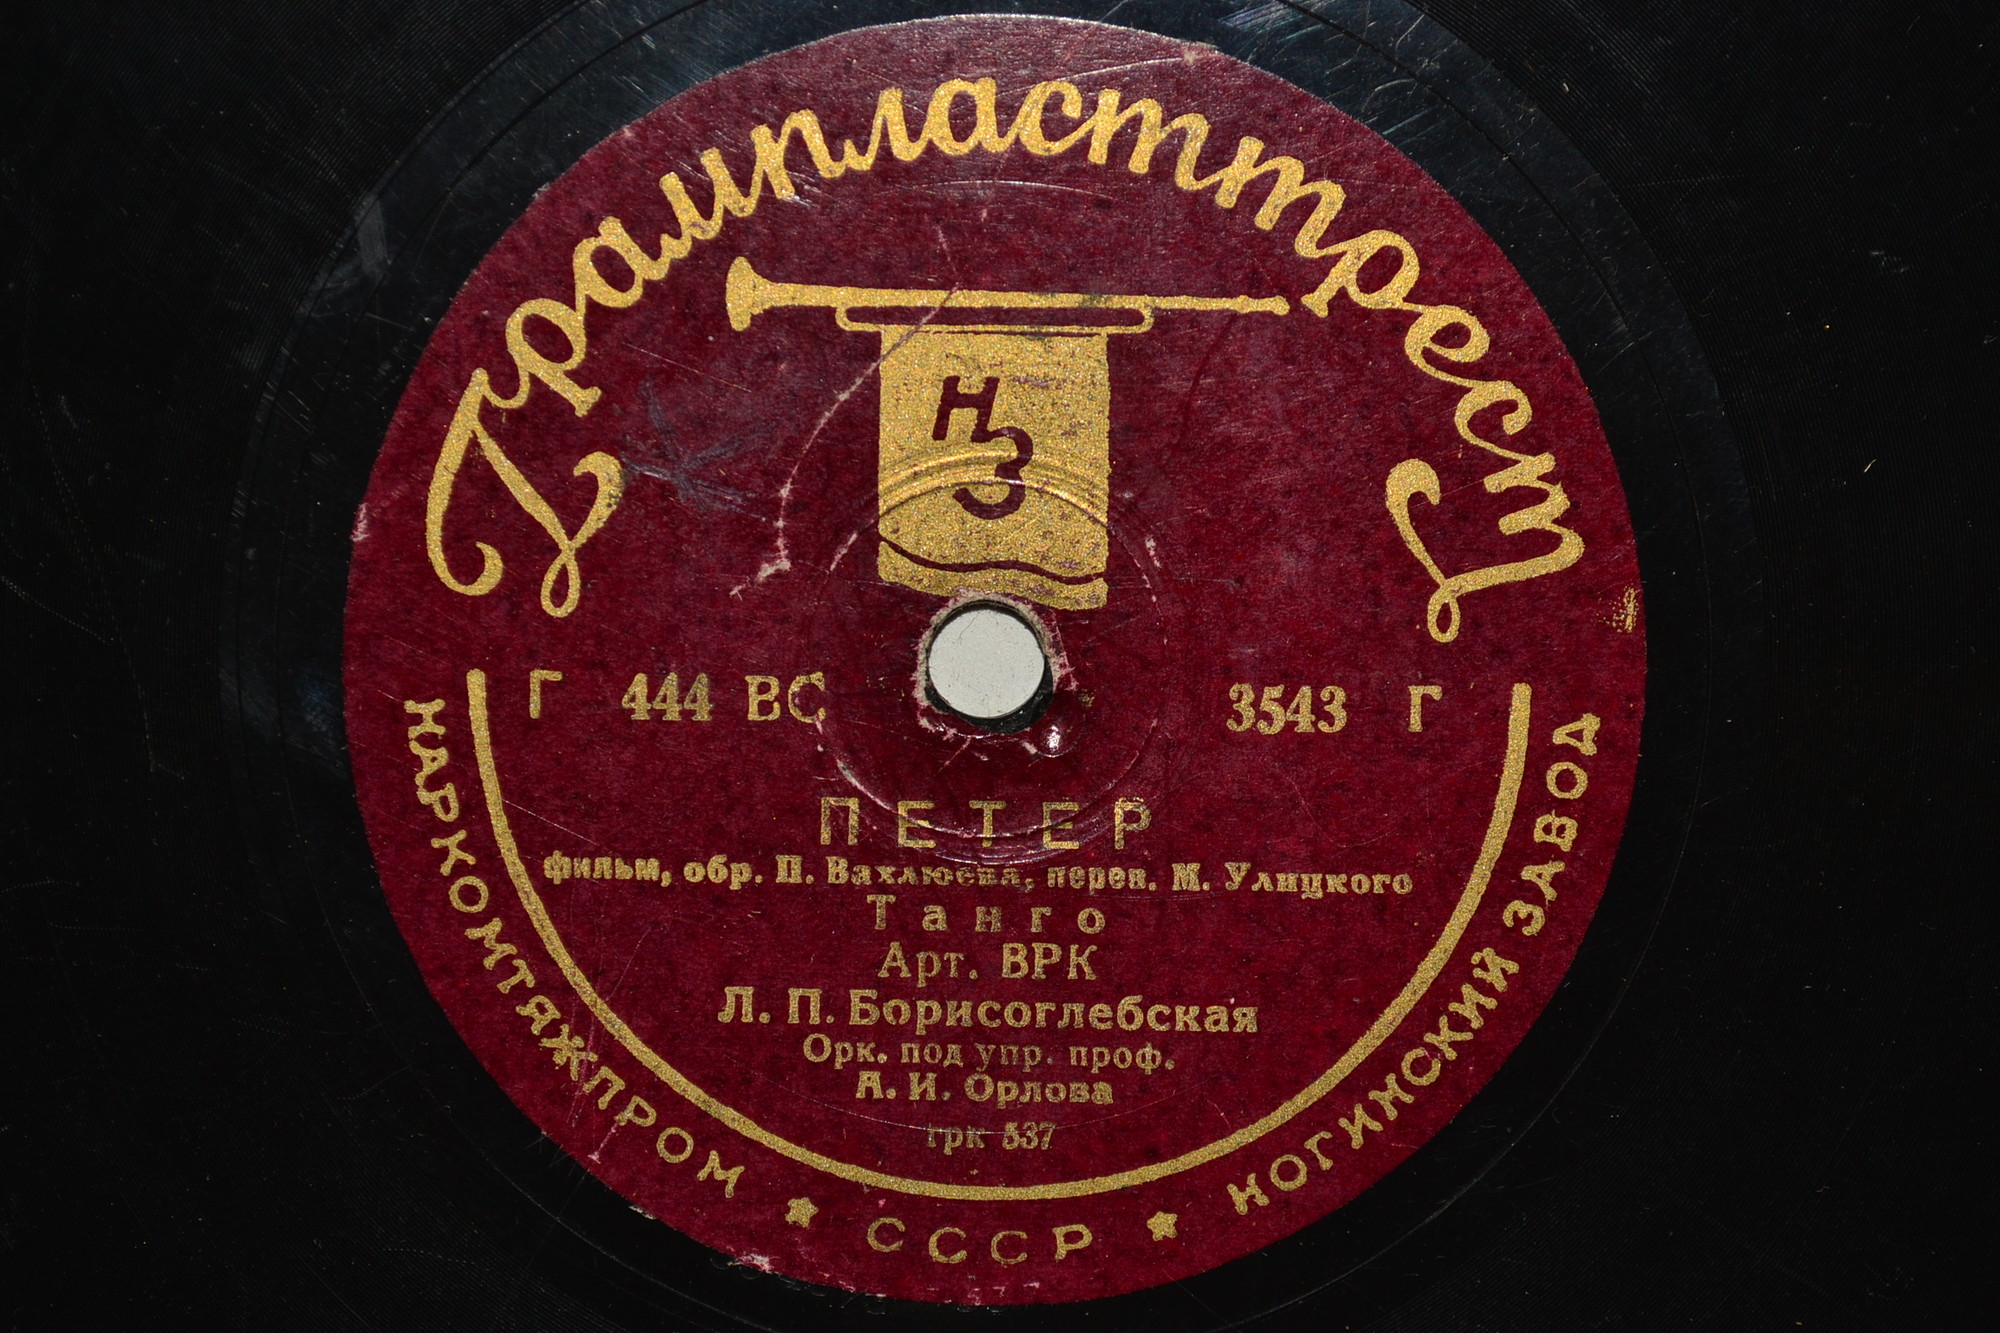 Грампласттрест
НЗ
Г 444 ВС 3543 Г
ПЕТЕР
фильм, обр. П. Вахлюева, перев. М. Улицкого
Танго
Арт. ВРК
Л. П. Борисоглебская
Орк. под упр. проф.
А. И. Орлова
грк 537
НАРКОМТЯЖПРОМ ★ СССР ★ НОГИНСКИЙ ЗАВОД